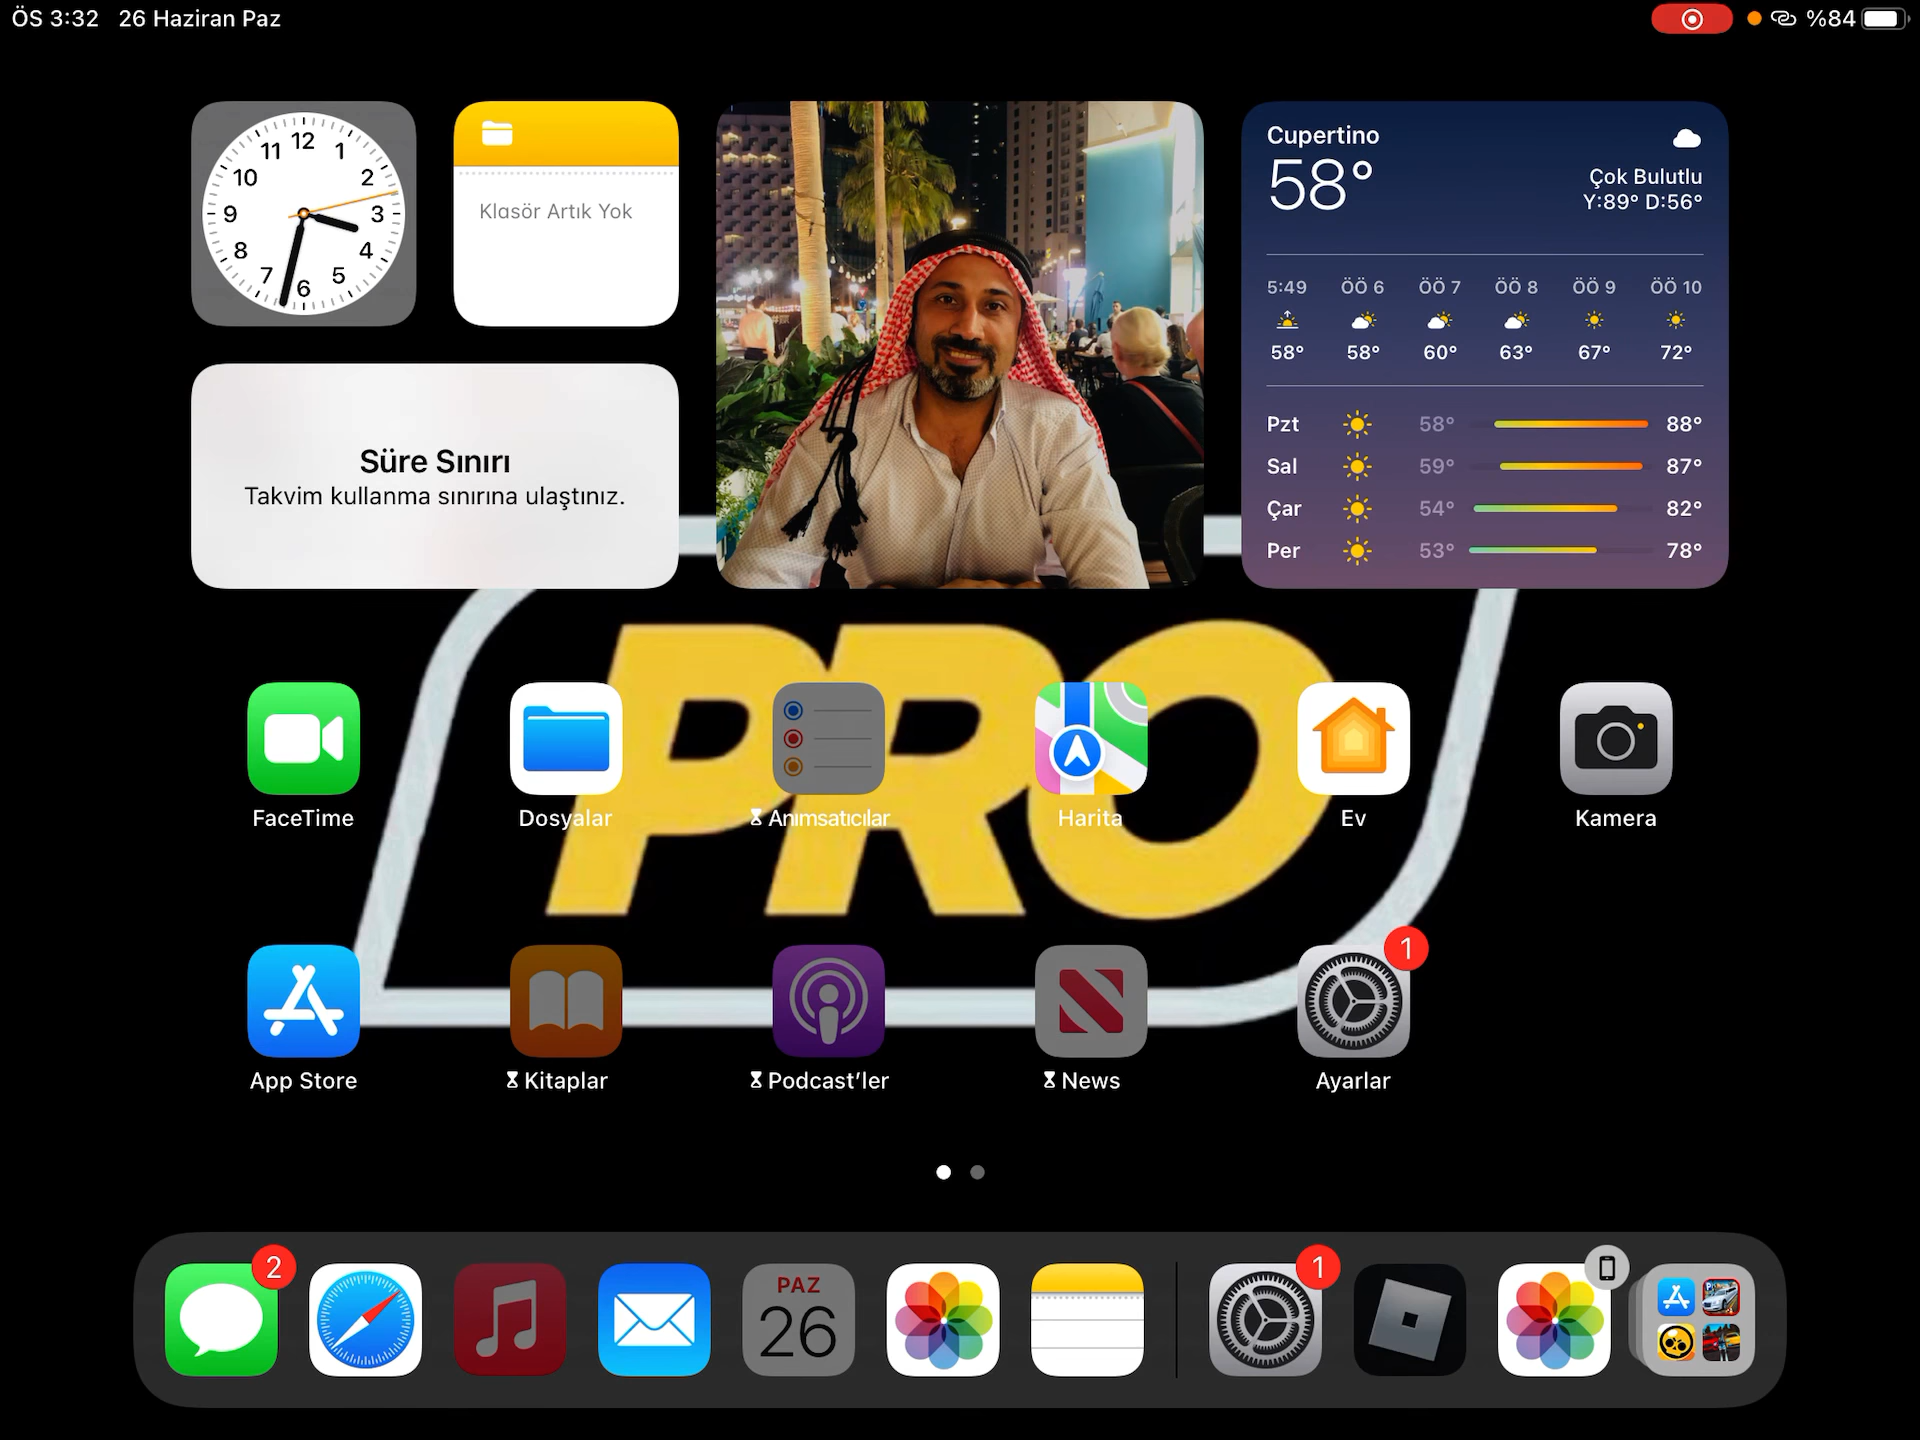 ÖS 3:32 26 Haziran Paz
%84
12
1
2
3
4
5
6
7
8
9
10
11
Klasör Artık Yok
Süre Sınırı
Takvim kullanma sınırına ulaştınız.
Cupertino
58°
Çok Bulutlu
Y:89° D:56°
5:49 ÖÖ 6 ÖÖ 7 ÖÖ 8 ÖÖ 9 ÖÖ 10
58° 58° 60° 63° 67° 72°
Pzt 58° 88°
Sal 59° 87°
Çar 54° 82°
Per 53° 78°
PRO
FaceTime Dosyalar Anımsatıcılar Harita Ev Kamera
1
App Store Kitaplar Podcast'ler News Ayarlar
2
PAZ
26
1